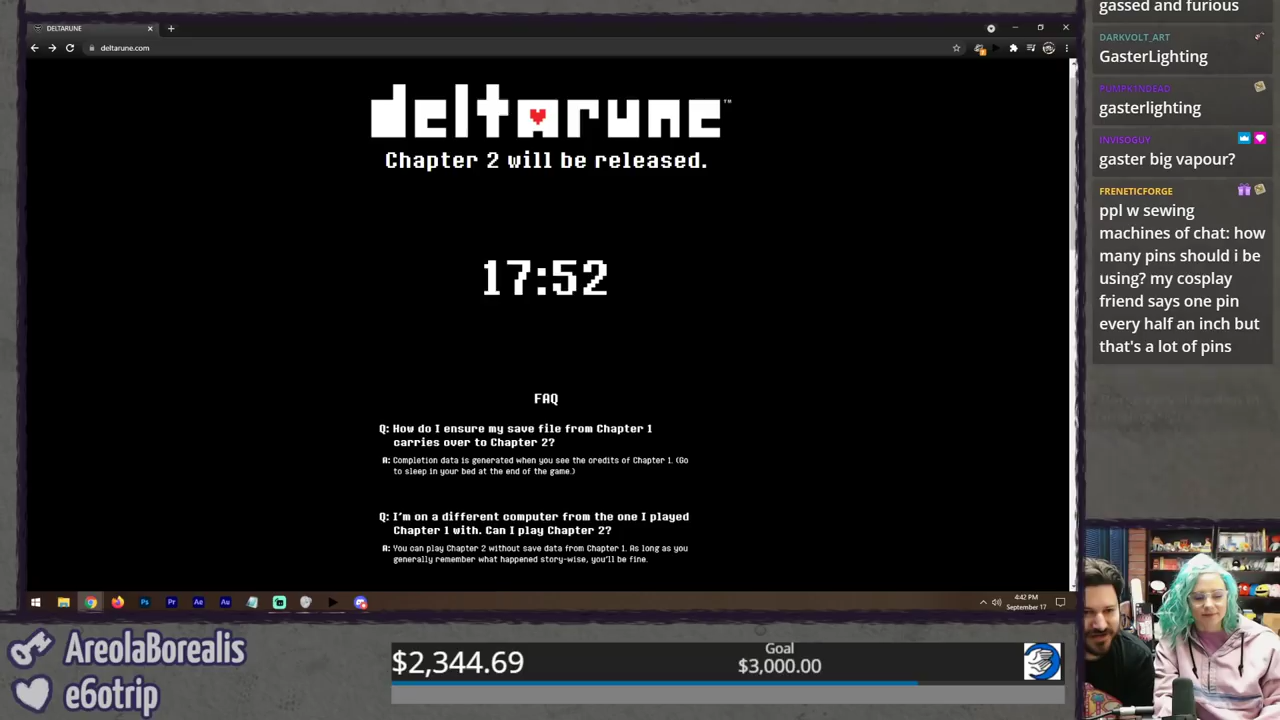 DELTARUNE
deltarune.com
deltarune™
Chapter 2 will be released.
17:52
FAQ
Q: How do I ensure my save file from Chapter 1
carries over to Chapter 2?
A: Completion data is generated when you see the credits of Chapter 1. (Go
to sleep in your bed at the end of the game.)
Q: I'm on a different computer from the one I played
Chapter 1 with. Can I play Chapter 2?
A: You can play Chapter 2 without save data from Chapter 1. As long as you
generally remember what happened story-wise, you'll be fine.
Ps
Pr
Ae
Au
4:42 PM
September 17
gassed and furious
DARKVOLT_ART
GasterLighting
PUMPK1NDEAD
gasterlighting
INVISOGUY
gaster big vapour?
FRENETICFORGE
ppl w sewing
machines of chat: how
many pins should i be
using? my cosplay
friend says one pin
every half an inch but
that's a lot of pins
AreolaBorealis
e6otrip
$2,344.69
Goal
$3,000.00